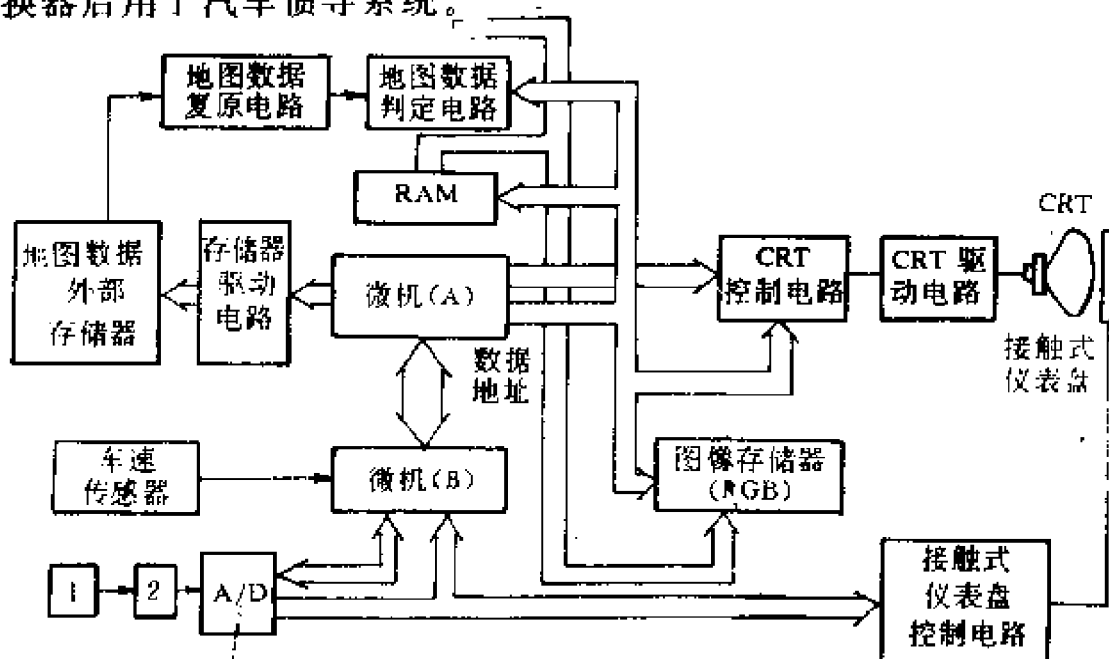 换器后用于汽车惯导系统。
地图数据
复原电路
地图数据
判定电路
RAM
CRT
地图数据
外部
存储器
存储器
驱动
电路
微机(A)
CRT
控制电路
CRT 驱
动电路
接触式
仪表盘
数据
地址
车速
传感器
微机(B)
图像存储器
(RGB)
1
2
A/D
接触式
仪表盘
控制电路